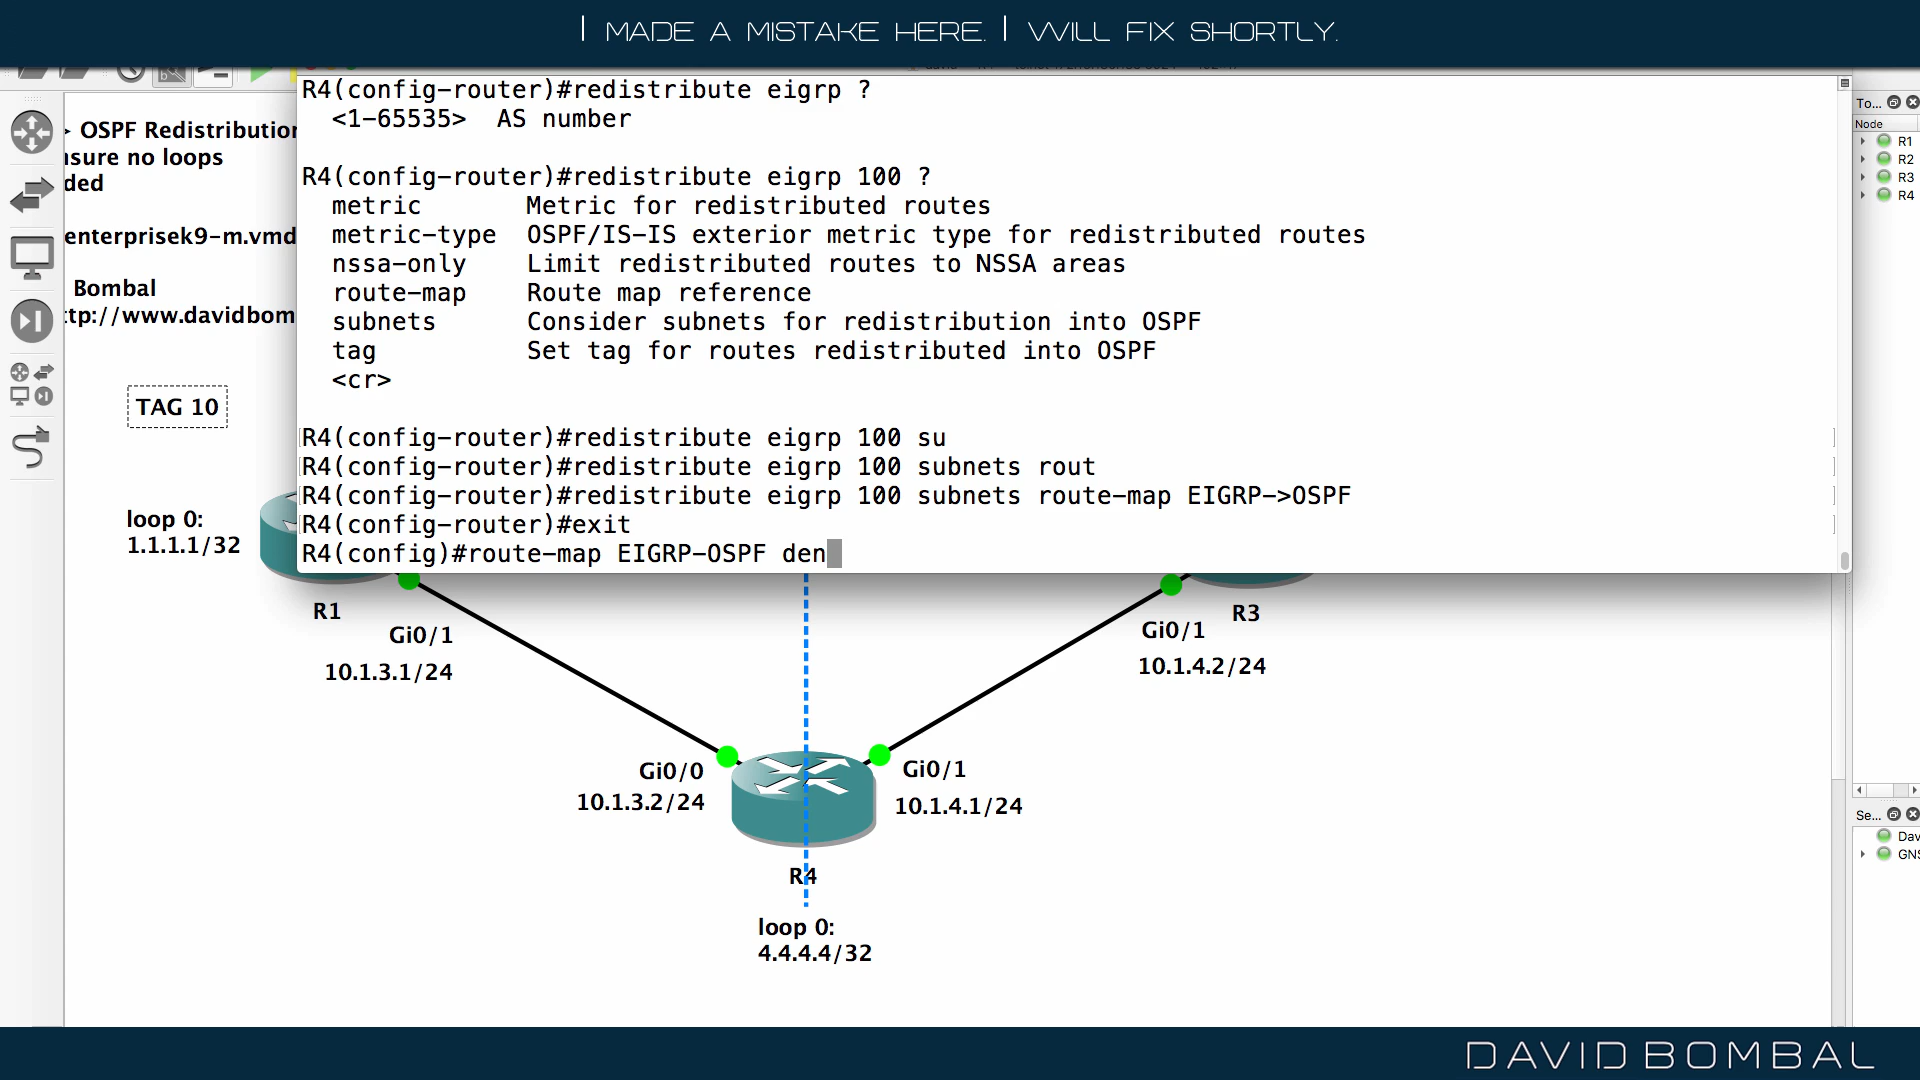 I MADE A MISTAKE HERE. I WILL FIX SHORTLY.
R4(config-router)#redistribute eigrp ?
<1-65535> AS number
R4(config-router)#redistribute eigrp 100 ?
metric Metric for redistributed routes
metric-type OSPF/IS-IS exterior metric type for redistributed routes
nssa-only Limit redistributed routes to NSSA areas
route-map Route map reference
subnets Consider subnets for redistribution into OSPF
tag Set tag for routes redistributed into OSPF
<cr>
R4(config-router)#redistribute eigrp 100 su
R4(config-router)#redistribute eigrp 100 subnets rout
R4(config-router)#redistribute eigrp 100 subnets route-map EIGRP->OSPF
R4(config-router)#exit
R4(config)#route-map EIGRP-OSPF den
> OSPF Redistribution
nsure no loops
ded
enterprisek9-m.vmd
Bombal
ttp://www.davidbom
TAG 10
loop 0:
1.1.1.1/32
R1
Gi0/1
10.1.3.1/24
R3
Gi0/1
10.1.4.2/24
Gi0/0
10.1.3.2/24
Gi0/1
10.1.4.1/24
R4
loop 0:
4.4.4.4/32
To...
Node
R1
R2
R3
R4
Se...
Dav
GNS
DAVID BOMBAL